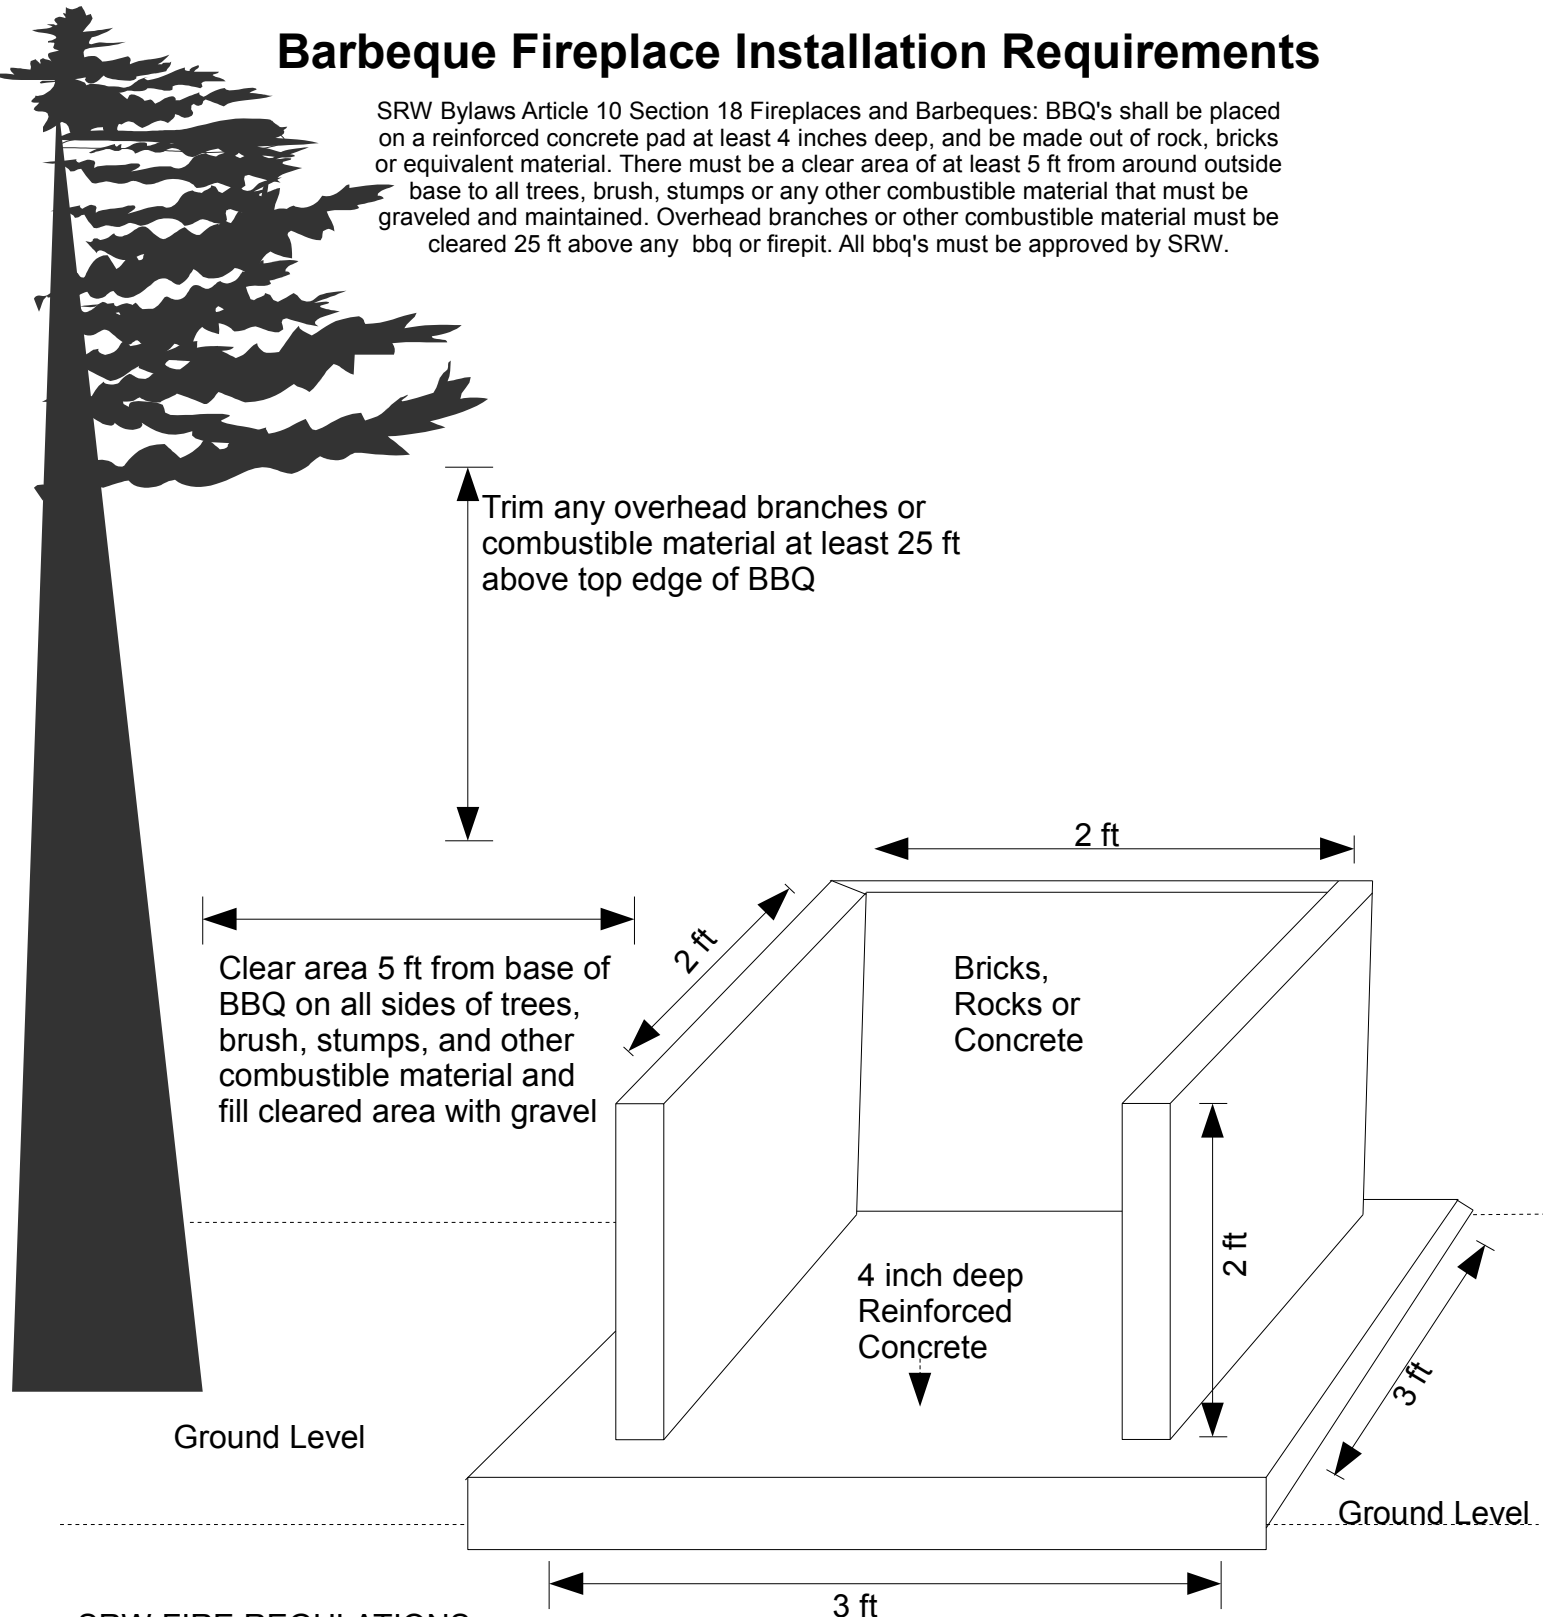 Barbeque Fireplace Installation Requirements
SRW Bylaws Article 10 Section 18 Fireplaces and Barbeques: BBQ's shall be placed
on a reinforced concrete pad at least 4 inches deep, and be made out of rock, bricks
or equivalent material. There must be a clear area of at least 5 ft from around outside
base to all trees, brush, stumps or any other combustible material that must be
graveled and maintained. Overhead branches or other combustible material must be
cleared 25 ft above any bbq or firepit. All bbq's must be approved by SRW.
Trim any overhead branches or
combustible material at least 25 ft
above top edge of BBQ
2 ft
2 ft
Clear area 5 ft from base of
BBQ on all sides of trees,
brush, stumps, and other
combustible material and
fill cleared area with gravel
Bricks,
Rocks or
Concrete
2 ft
4 inch deep
Reinforced
Concrete
3 ft
Ground Level
Ground Level
3 ft
SRW FIRE REGULATIONS